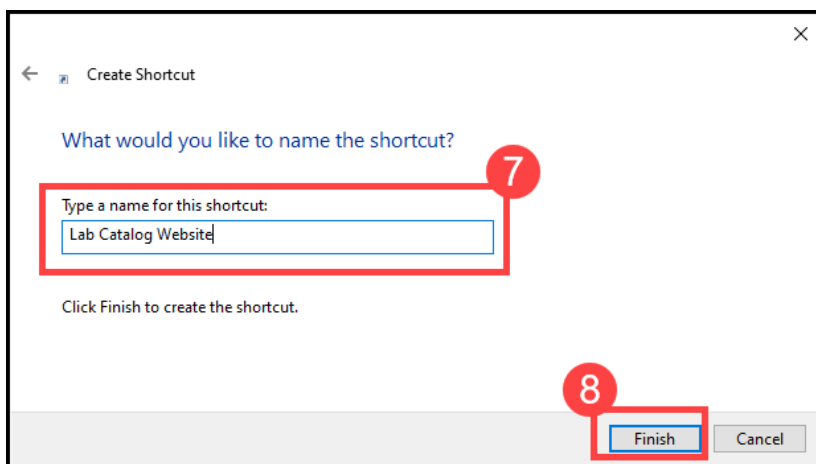 Create Shortcut
What would you like to name the shortcut?
7
Type a name for this shortcut:
Lab Catalog Website
Click Finish to create the shortcut.
8
Finish Cancel